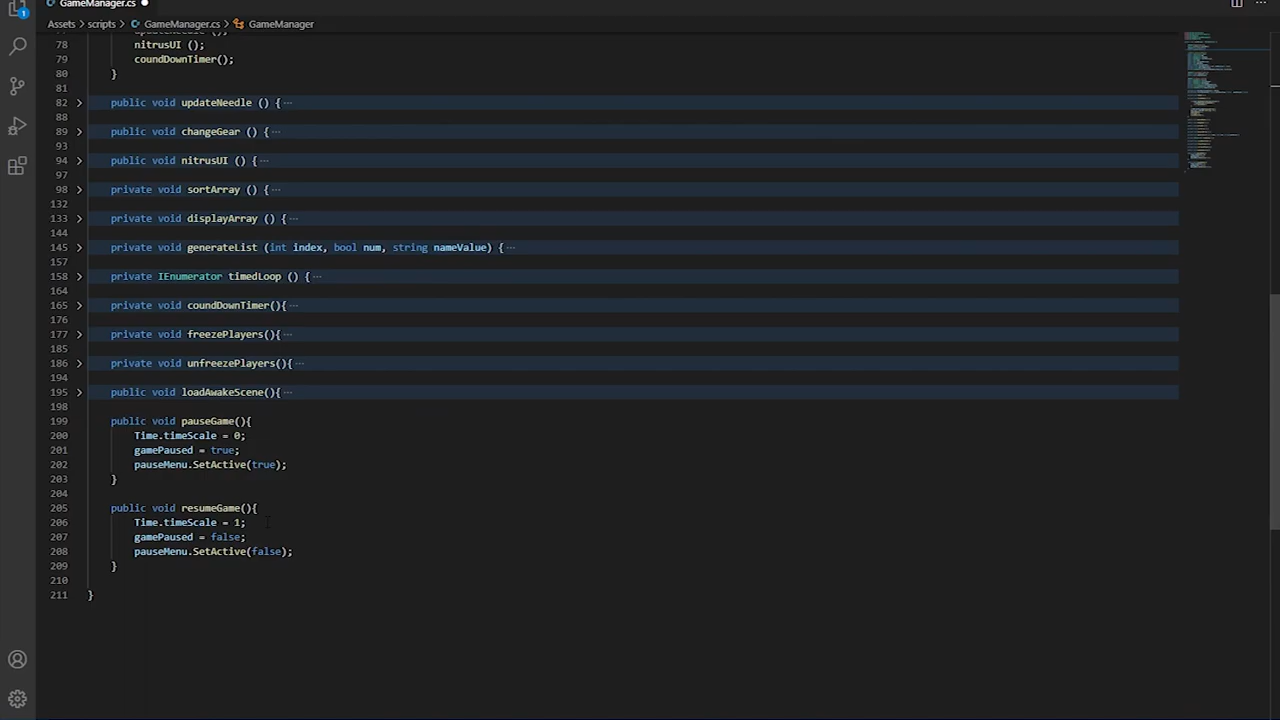 GameManager.cs
Assets > scripts > GameManager.cs > GameManager
78 nitrusUI ();
79 coundDownTimer();
80 }
81
82 public void updateNeedle () { ···
88
89 public void changeGear () { ···
93
94 public void nitrusUI () { ···
97
98 private void sortArray () { ···
132
133 private void displayArray () { ···
144
145 private void generateList (int index, bool num, string nameValue) { ···
157
158 private IEnumerator timedLoop () { ···
164
165 private void coundDownTimer(){ ···
176
177 private void freezePlayers(){ ···
185
186 private void unfreezePlayers(){ ···
194
195 public void loadAwakeScene(){ ···
198
199 public void pauseGame(){
200 Time.timeScale = 0;
201 gamePaused = true;
202 pauseMenu.SetActive(true);
203 }
204
205 public void resumeGame(){
206 Time.timeScale = 1;
207 gamePaused = false;
208 pauseMenu.SetActive(false);
209 }
210
211 }
1